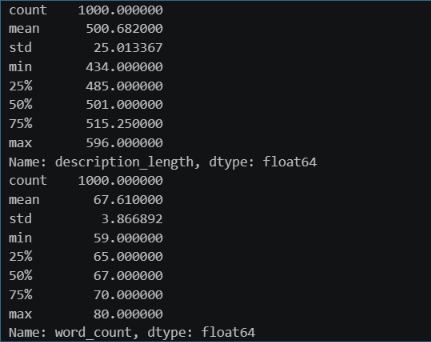 count    1000.000000
mean      500.682000
std        25.013367
min       434.000000
25%       485.000000
50%       501.000000
75%       515.250000
max       596.000000
Name: description_length, dtype: float64
count    1000.000000
mean       67.610000
std         3.866892
min        59.000000
25%        65.000000
50%        67.000000
75%        70.000000
max        80.000000
Name: word_count, dtype: float64